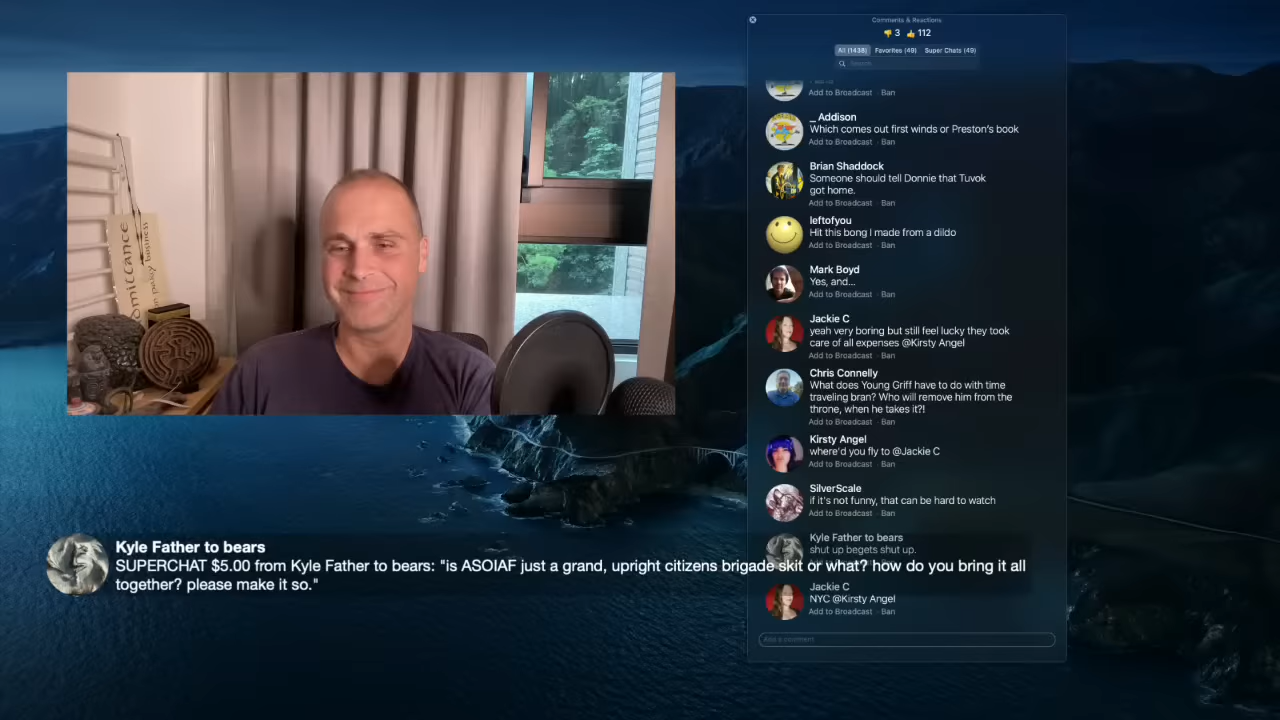 Comments & Reactions
👎 3 👍 112
All (1438) Favorites (49) Super Chats (49)
Search
Add to Broadcast · Ban
_ Addison
Which comes out first winds or Preston's book
Add to Broadcast · Ban
Brian Shaddock
Someone should tell Donnie that Tuvok
got home.
Add to Broadcast · Ban
leftofyou
Hit this bong I made from a dildo
Add to Broadcast · Ban
Mark Boyd
Yes, and...
Add to Broadcast · Ban
Jackie C
yeah very boring but still feel lucky they took
care of all expenses @Kirsty Angel
Add to Broadcast · Ban
Chris Connelly
What does Young Griff have to do with time
traveling bran? Who will remove him from the
throne, when he takes it?!
Add to Broadcast · Ban
Kirsty Angel
where'd you fly to @Jackie C
Add to Broadcast · Ban
SilverScale
if it's not funny, that can be hard to watch
Add to Broadcast · Ban
Kyle Father to bears
shut up begets shut up.
Jackie C
NYC @Kirsty Angel
Add to Broadcast · Ban
Add a comment
Kyle Father to bears
SUPERCHAT $5.00 from Kyle Father to bears: "is ASOIAF just a grand, upright citizens brigade skit or what? how do you bring it all
together? please make it so."